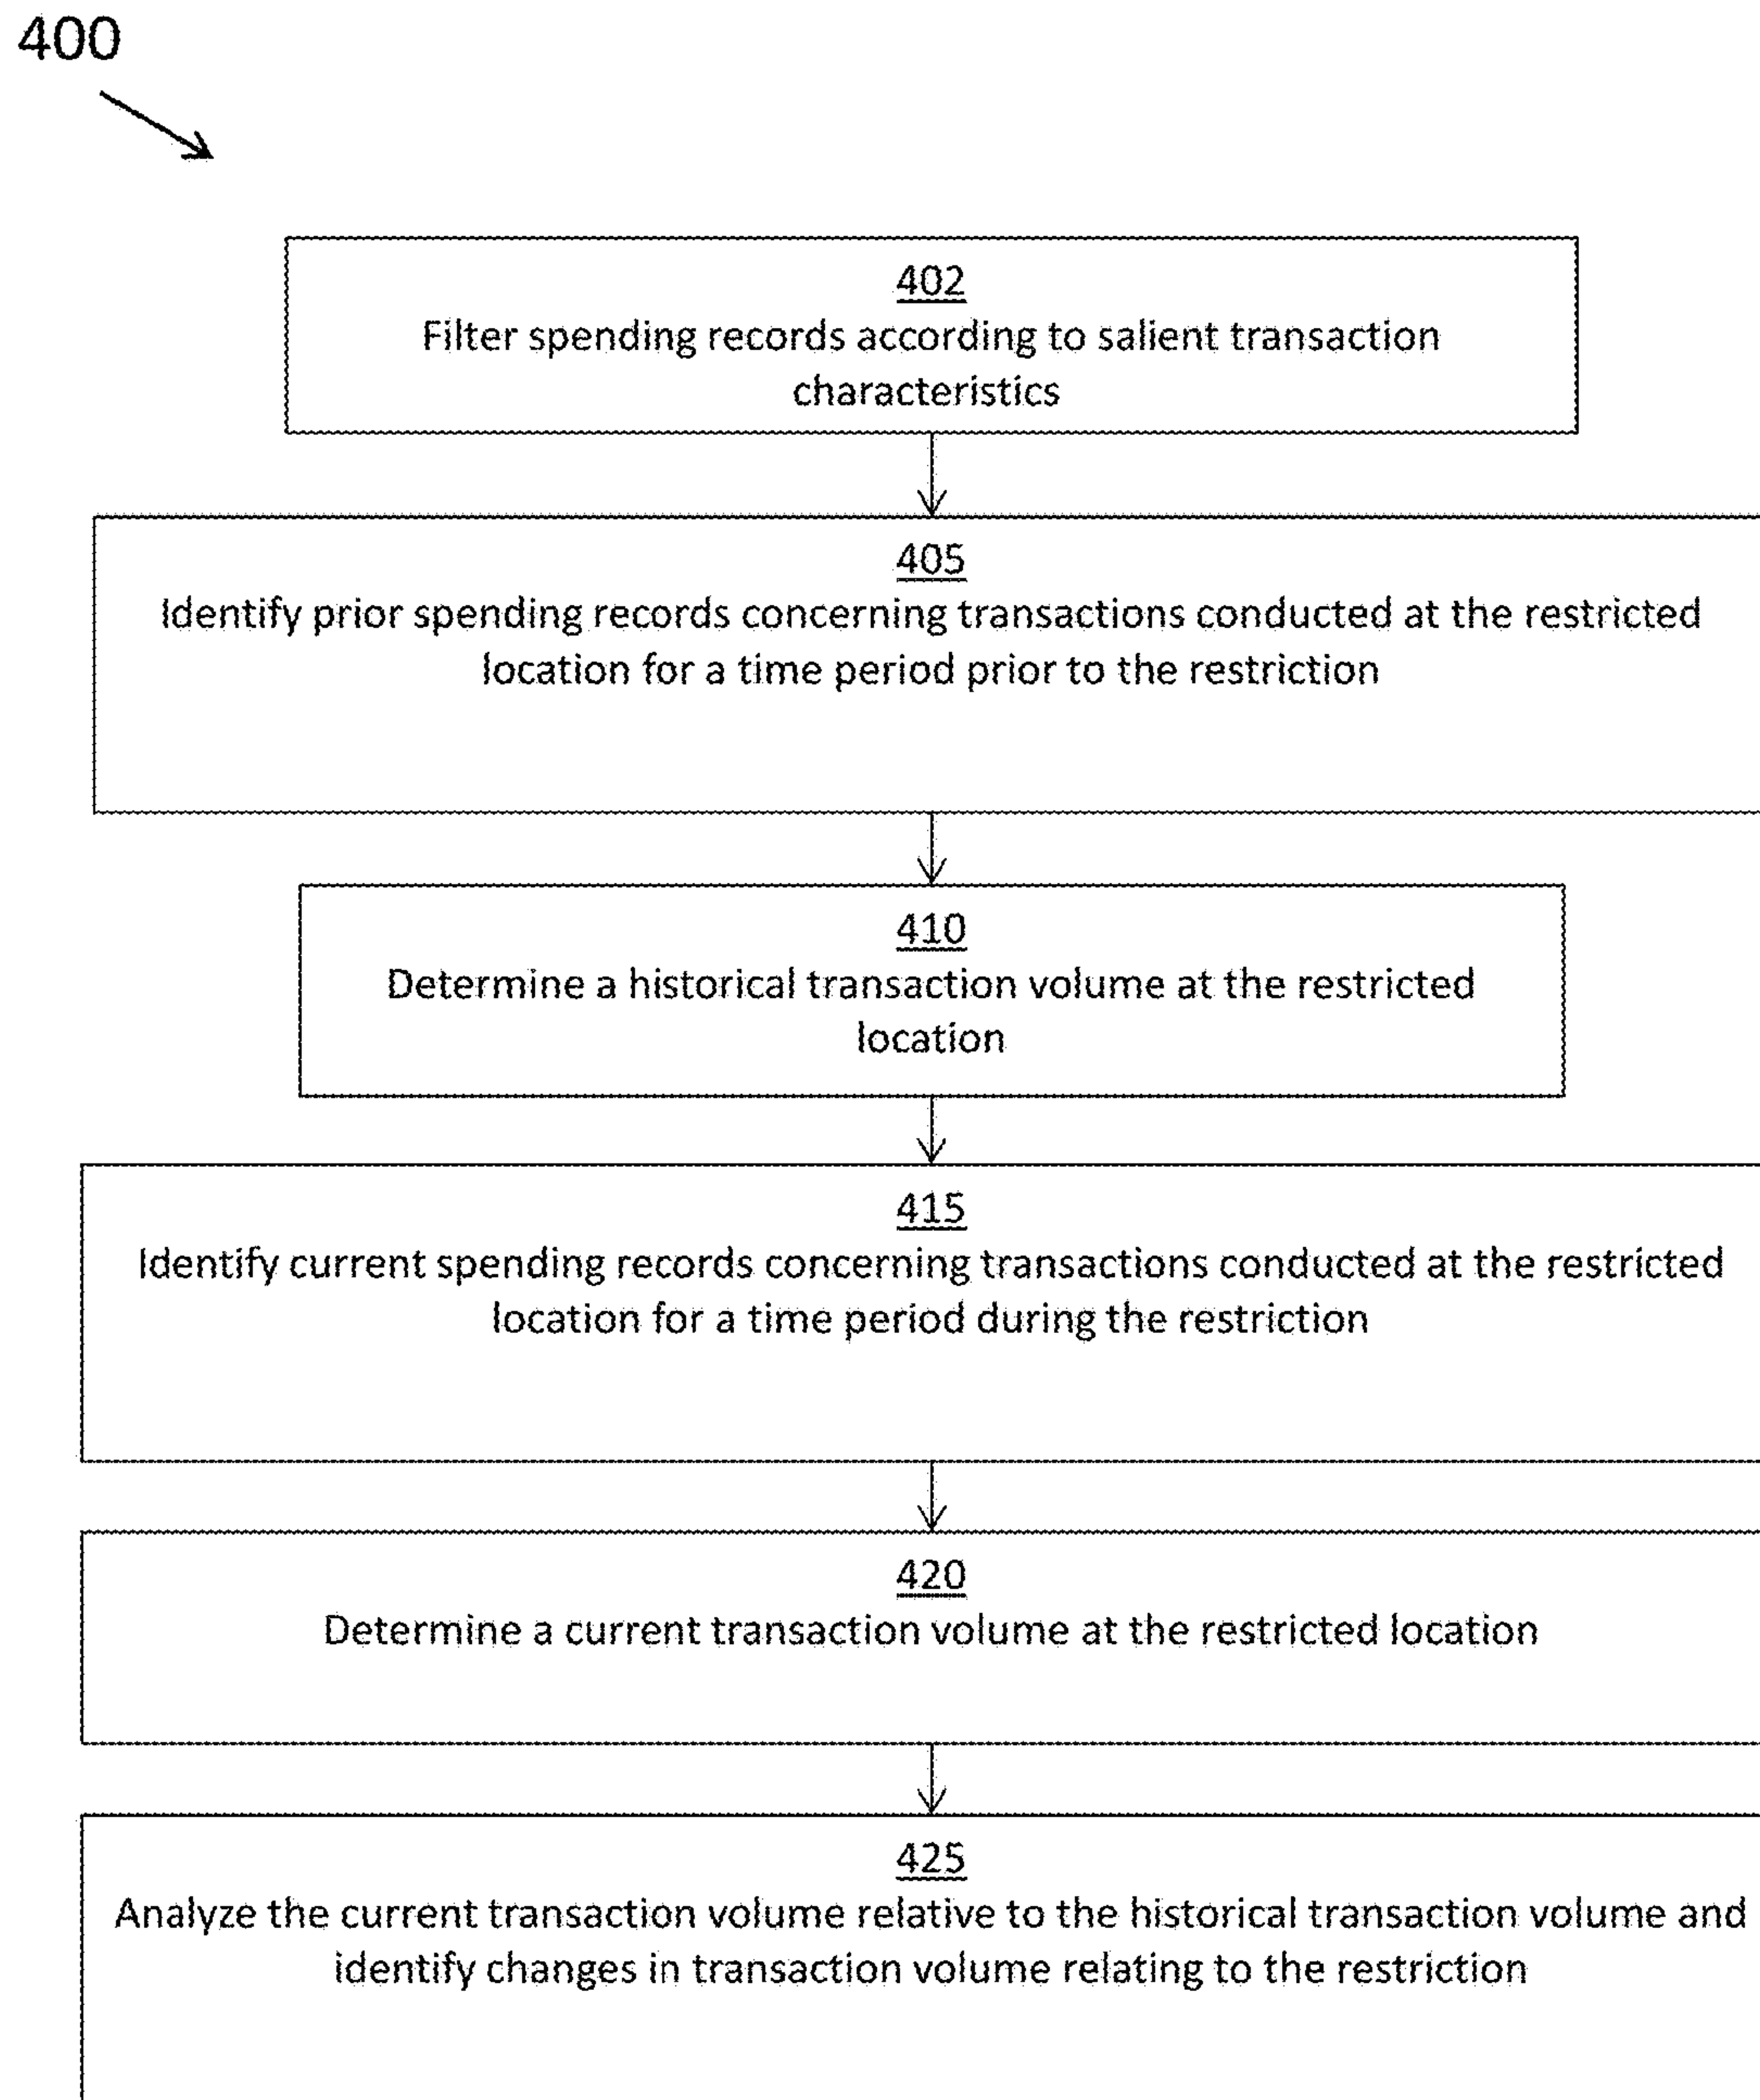 400
402
Filter spending records according to salient transaction
characteristics
405
Identify prior spending records concerning transactions conducted at the restricted
location for a time period prior to the restriction
410
Determine a historical transaction volume at the restricted
location
415
Identify current spending records concerning transactions conducted at the restricted
location for a time period during the restriction
420
Determine a current transaction volume at the restricted location
425
Analyze the current transaction volume relative to the historical transaction volume and
identify changes in transaction volume relating to the restriction